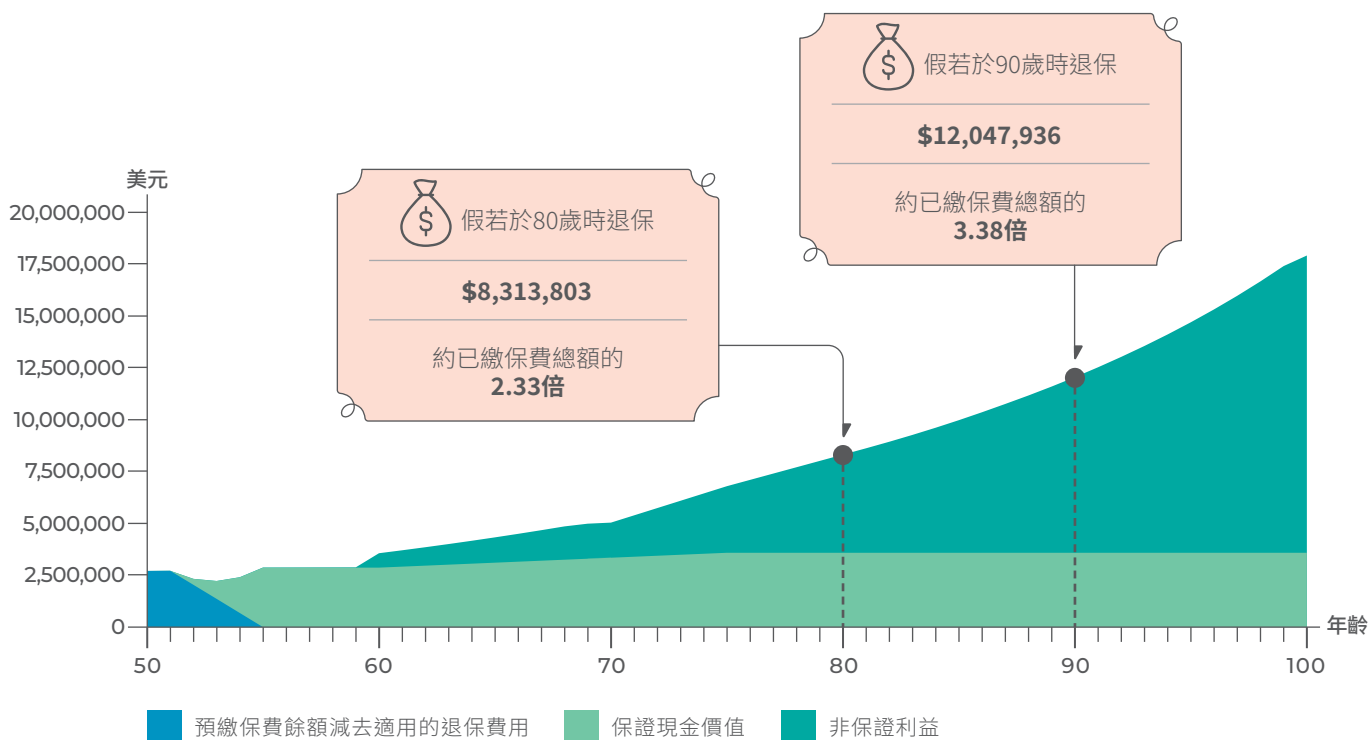 $
假若於90歲時退保
$12,047,936
約已繳保費總額的
3.38倍
$
假若於80歲時退保
$8,313,803
約已繳保費總額的
2.33倍
美元
20,000,000
17,500,000
15,000,000
12,500,000
10,000,000
7,500,000
5,000,000
2,500,000
0
50 60 70 80 90 100
年齡
預繳保費餘額減去適用的退保費用 保證現金價值 非保證利益